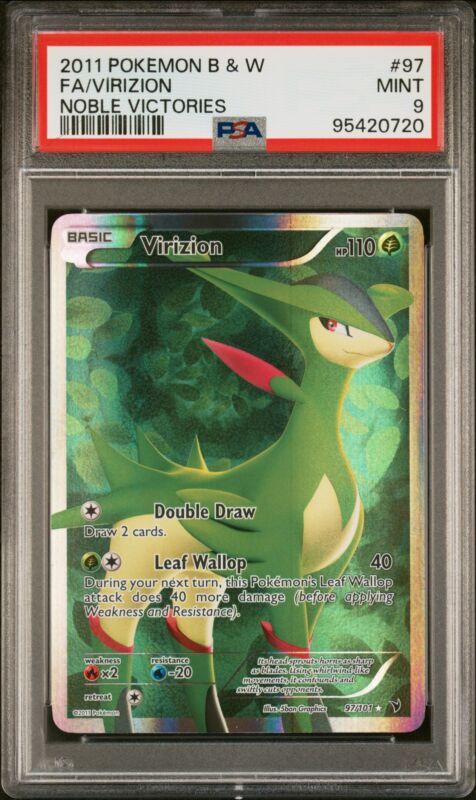 2011 POKEMON B & W #97
FA/VIRIZION MINT
NOBLE VICTORIES 9
PSA 95420720
BASIC Virizion HP110
Double Draw
Draw 2 cards.
Leaf Wallop 40
During your next turn, this Pokémon's Leaf Wallop
attack does 40 more damage (before applying
Weakness and Resistance).
weakness resistance
×2 -20
retreat
Its head sprouts horns as sharp
as blades. Using whirlwind-like
movements, it confounds and
swiftly cuts opponents.
Illus. 5ban Graphics
©2011 Pokémon 97/101 ★